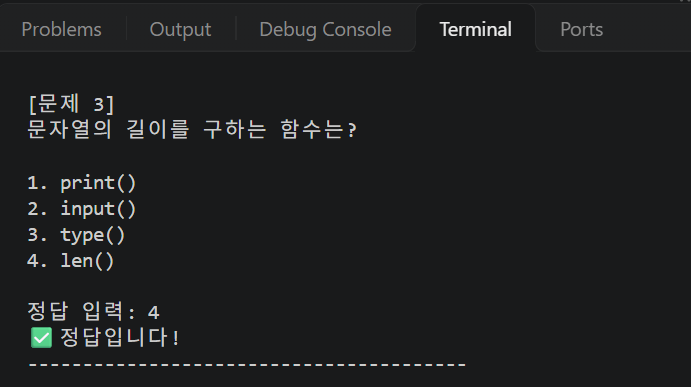 Problems Output Debug Console Terminal Ports
[문제 3]
문자열의 길이를 구하는 함수는?
1. print()
2. input()
3. type()
4. len()
정답 입력: 4
✅ 정답입니다!
----------------------------------------